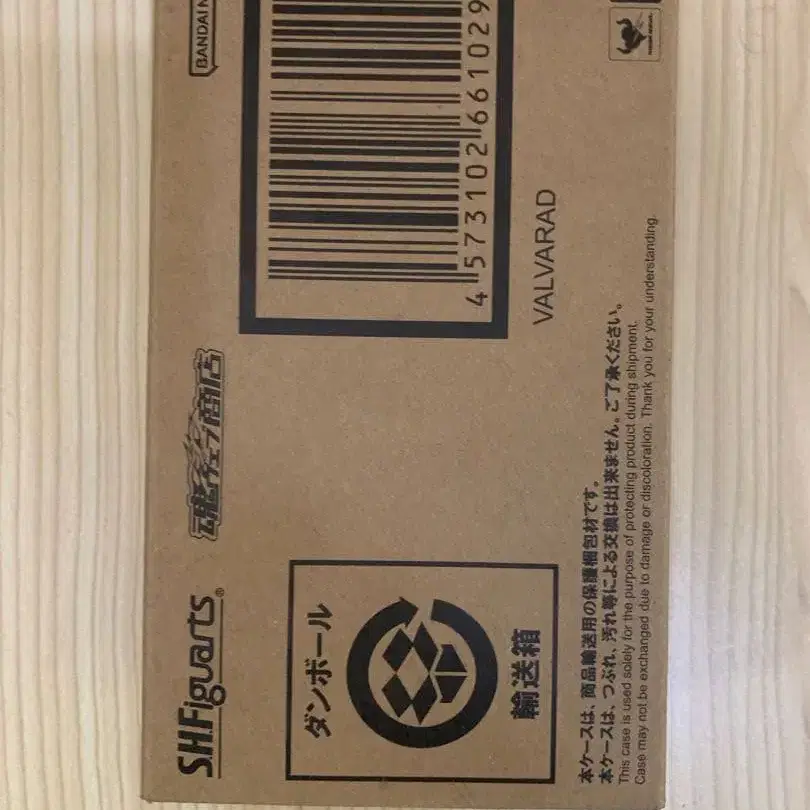 S.H.Figuarts®
魂ウェブ商店
BANDAI N
4 573102 661029
VALVARAD
ダンボール
輸送箱
本ケースは、商品輸送用の保護梱包材です。
本ケースは、つぶれ、汚れ等による交換は出来ません。ご了承ください。
This case is used solely for the purpose of protecting product during shipment.
Case may not be exchanged due to damage or discoloration. Thank you for your understanding.